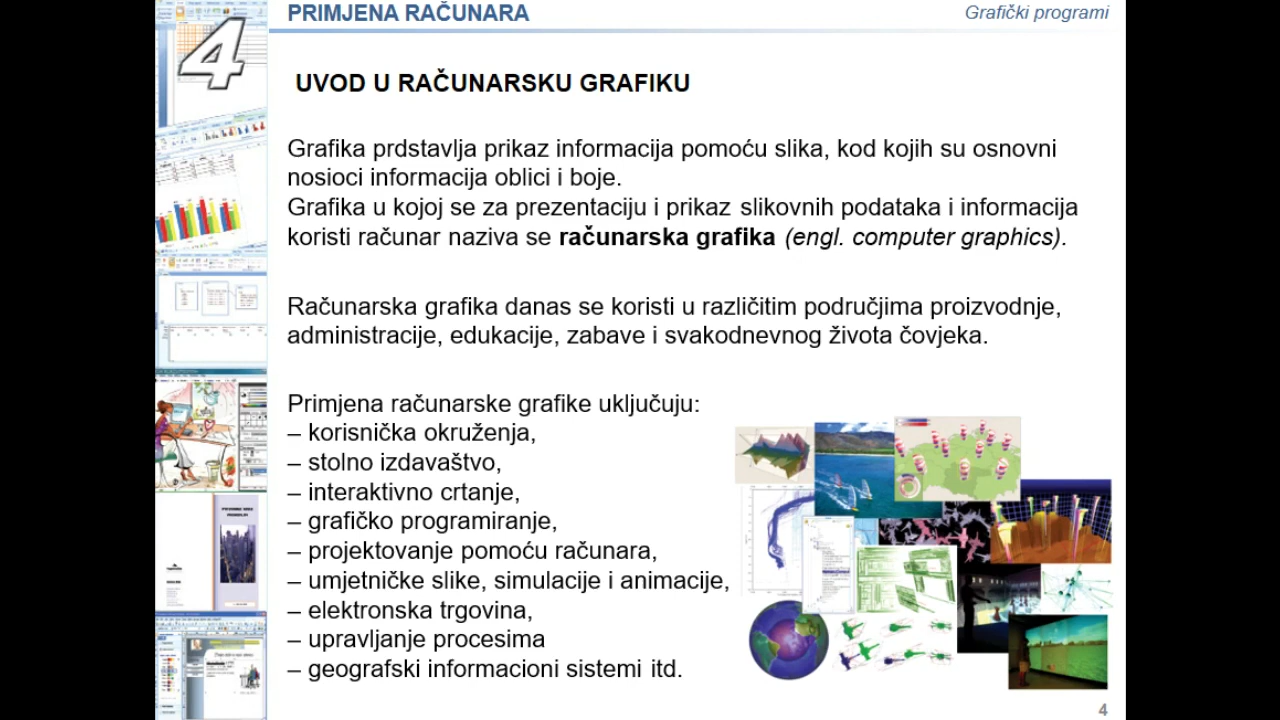 4
PRIMJENA RAČUNARA
Grafički programi
UVOD U RAČUNARSKU GRAFIKU
Grafika prdstavlja prikaz informacija pomoću slika, kod kojih su osnovni
nosioci informacija oblici i boje.
Grafika u kojoj se za prezentaciju i prikaz slikovnih podataka i informacija
koristi računar naziva se računarska grafika (engl. computer graphics).
Računarska grafika danas se koristi u različitim područjima proizvodnje,
administracije, edukacije, zabave i svakodnevnog života čovjeka.
Primjena računarske grafike uključuju:
– korisnička okruženja,
– stolno izdavaštvo,
– interaktivno crtanje,
– grafičko programiranje,
– projektovanje pomoću računara,
– umjetničke slike, simulacije i animacije,
– elektronska trgovina,
– upravljanje procesima
– geografski informacioni sistemi itd.
4